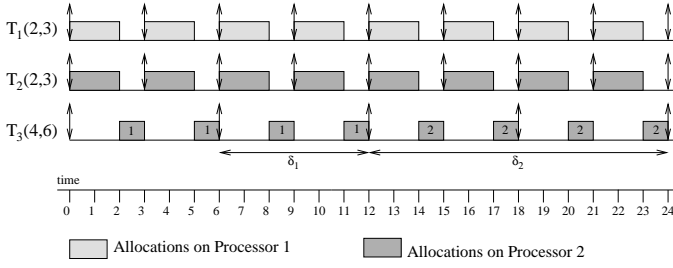 T1(2,3)
T2(2,3)
T3(4,6)
1 1 1 1 2 2 2 2
δ1 δ2
time
0 1 2 3 4 5 6 7 8 9 10 11 12 13 14 15 16 17 18 19 20 21 22 23 24
Allocations on Processor 1 Allocations on Processor 2